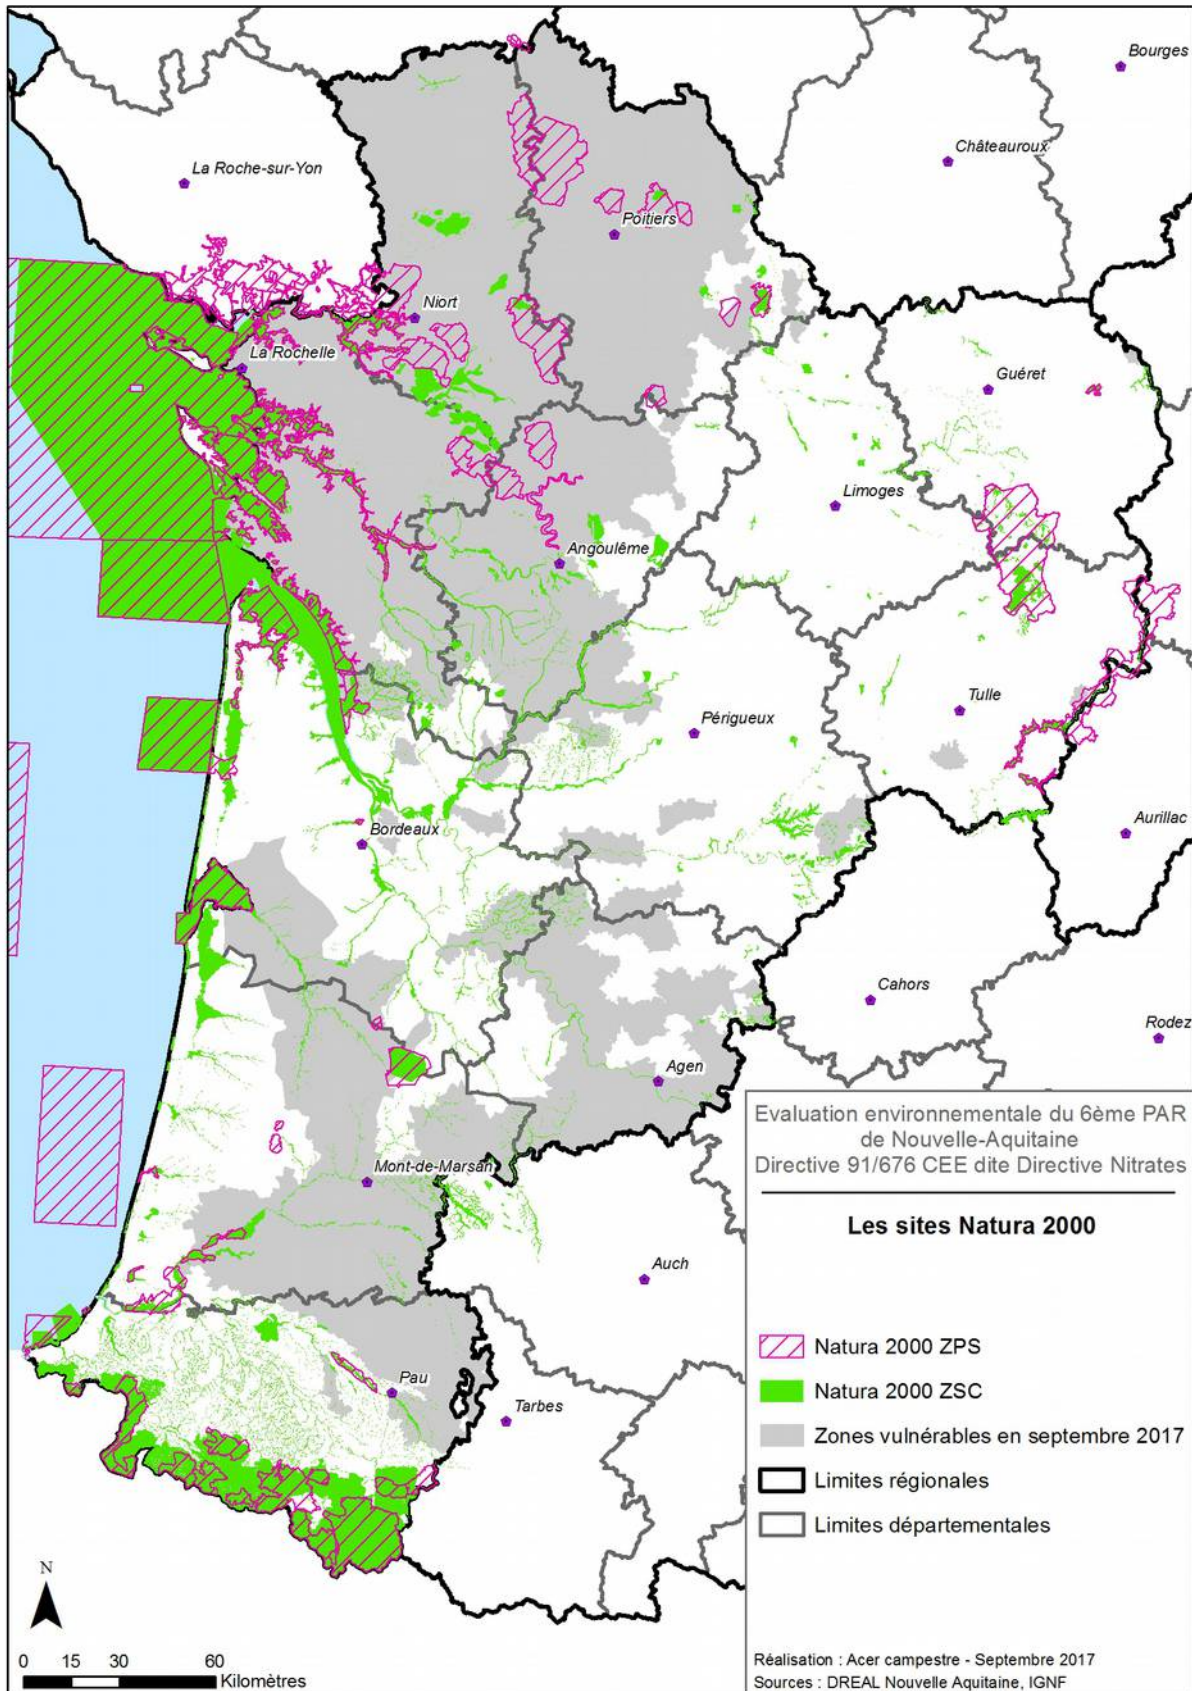 Bourges
Châteauroux
La Roche-sur-Yon
Poitiers
Niort
La Rochelle
Guéret
Limoges
Angoulême
Tulle
Périgueux
Aurillac
Bordeaux
Cahors
Rodez
Agen
Mont-de-Marsan
Auch
Pau
Tarbes
Evaluation environnementale du 6ème PAR
de Nouvelle-Aquitaine
Directive 91/676 CEE dite Directive Nitrates
Les sites Natura 2000
Natura 2000 ZPS
Natura 2000 ZSC
Zones vulnérables en septembre 2017
Limites régionales
Limites départementales
N
0 15 30 60
Kilomètres
Réalisation : Acer campestre - Septembre 2017
Sources : DREAL Nouvelle Aquitaine, IGNF